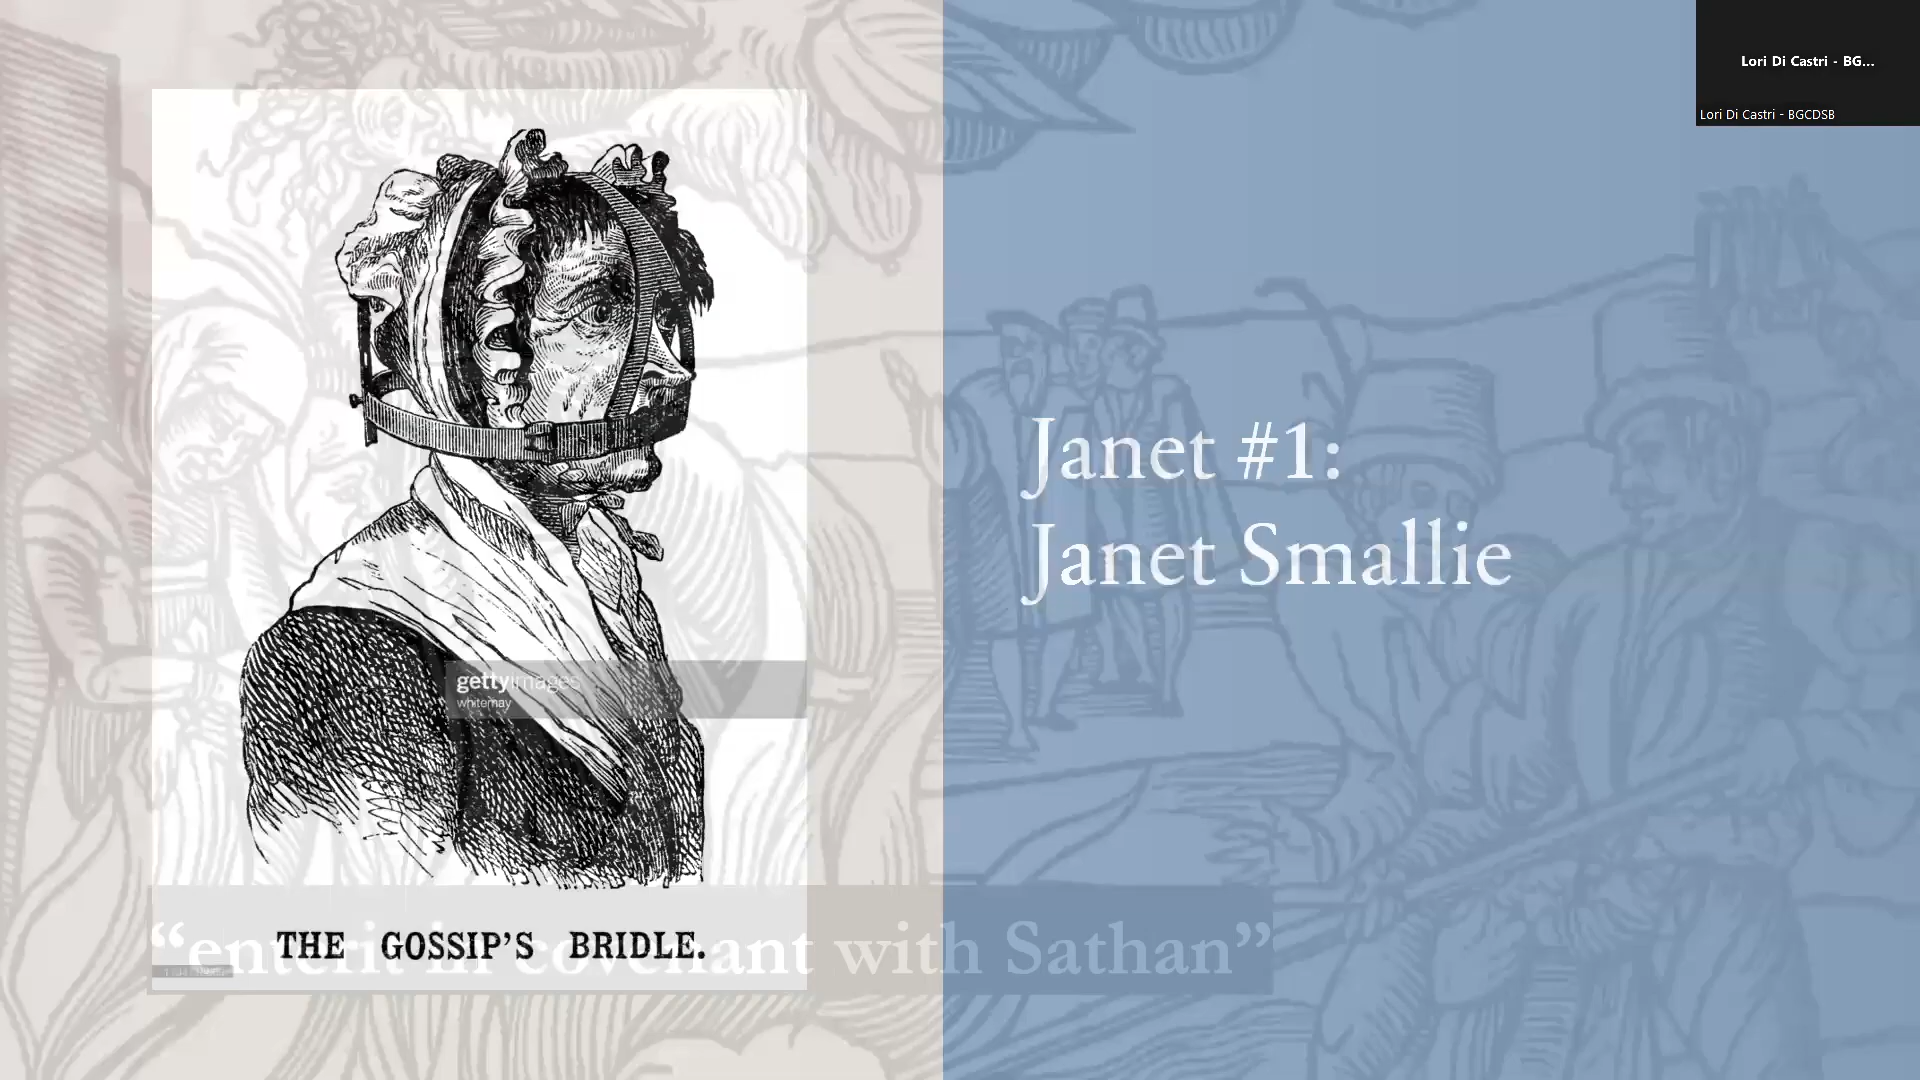 Lori Di Castri - BG...
Lori Di Castri - BGCDSB
Janet #1:
Janet Smallie
gettyimages
whitemay
THE GOSSIP'S BRIDLE.
“enterit in covenant with Sathan”